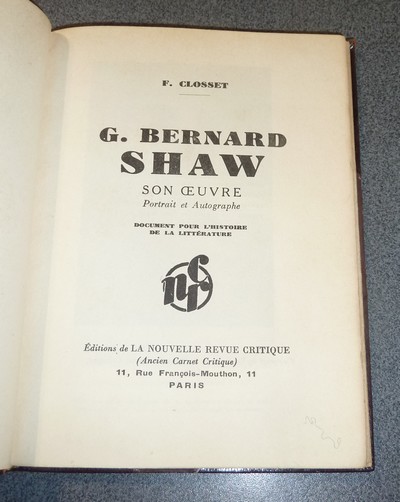 F. CLOSSET
G. BERNARD
SHAW
SON ŒUVRE
Portrait et Autographe
DOCUMENT POUR L'HISTOIRE
DE LA LITTÉRATURE
nrc
Éditions de LA NOUVELLE REVUE CRITIQUE
(Ancien Carnet Critique)
11, Rue François-Mouthon, 11
PARIS